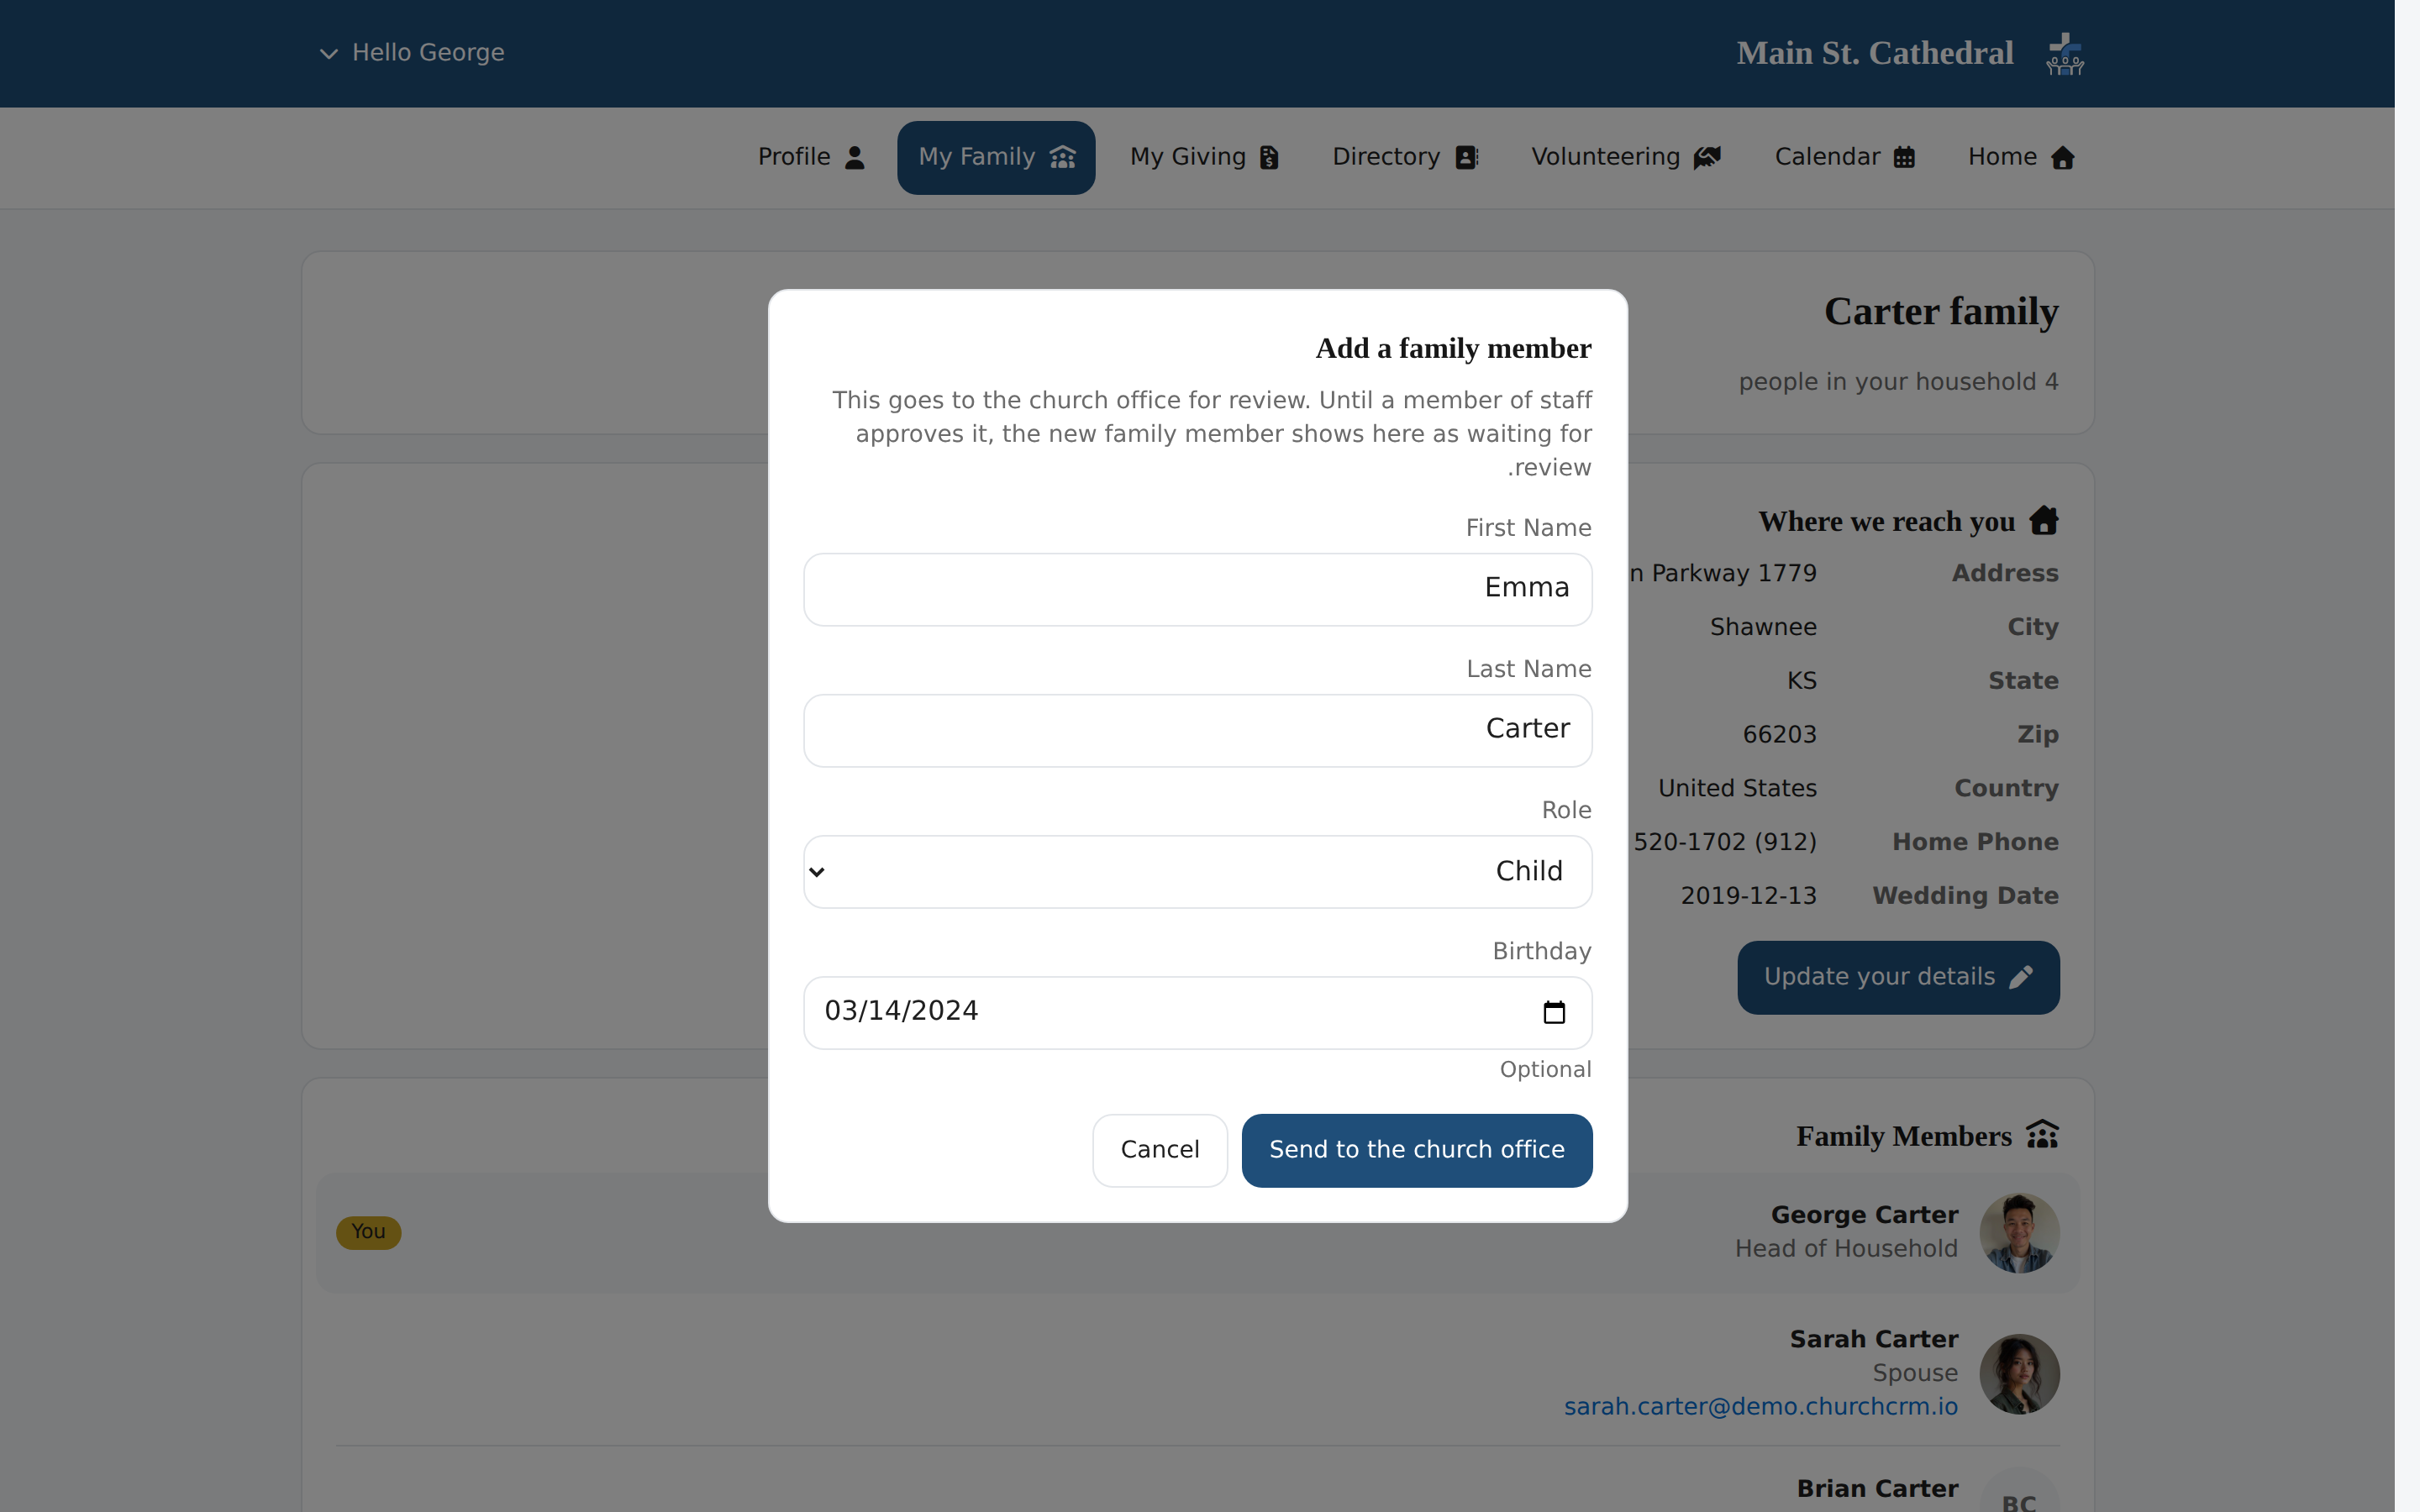 Main St. Cathedral
Hello George
Home
Calendar
Volunteering
Directory
My Giving
My Family
Profile
Carter family
people in your household 4
Where we reach you
Address
n Parkway 1779
City
Shawnee
State
KS
Zip
66203
Country
United States
Home Phone
520-1702 (912)
Wedding Date
2019-12-13
Update your details
Add a family member
This goes to the church office for review. Until a member of staff
approves it, the new family member shows here as waiting for
.review
First Name
Emma
Last Name
Carter
Role
Child
Birthday
03/14/2024
Optional
Send to the church office
Cancel
Family Members
George Carter
Head of Household
You
Sarah Carter
Spouse
sarah.carter@demo.churchcrm.io
Brian Carter
BC